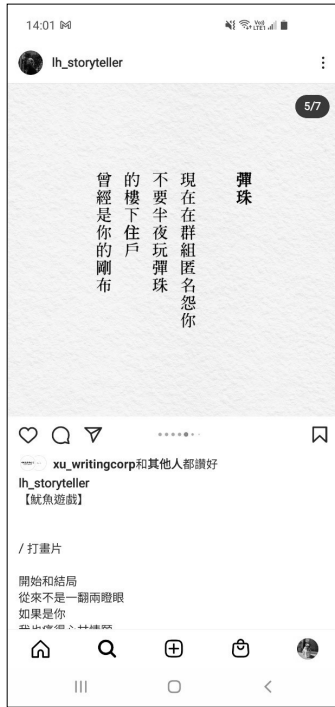 14:01
lh_storyteller
5/7
彈珠
現在在群組匿名怨你
不要半夜玩彈珠
的樓下住戶
曾經是你的剛布
xu_writingcorp和其他人都讚好
lh_storyteller
【魷魚遊戲】
/ 打畫片
開始和結局
從來不是一翻兩瞪眼
如果是你